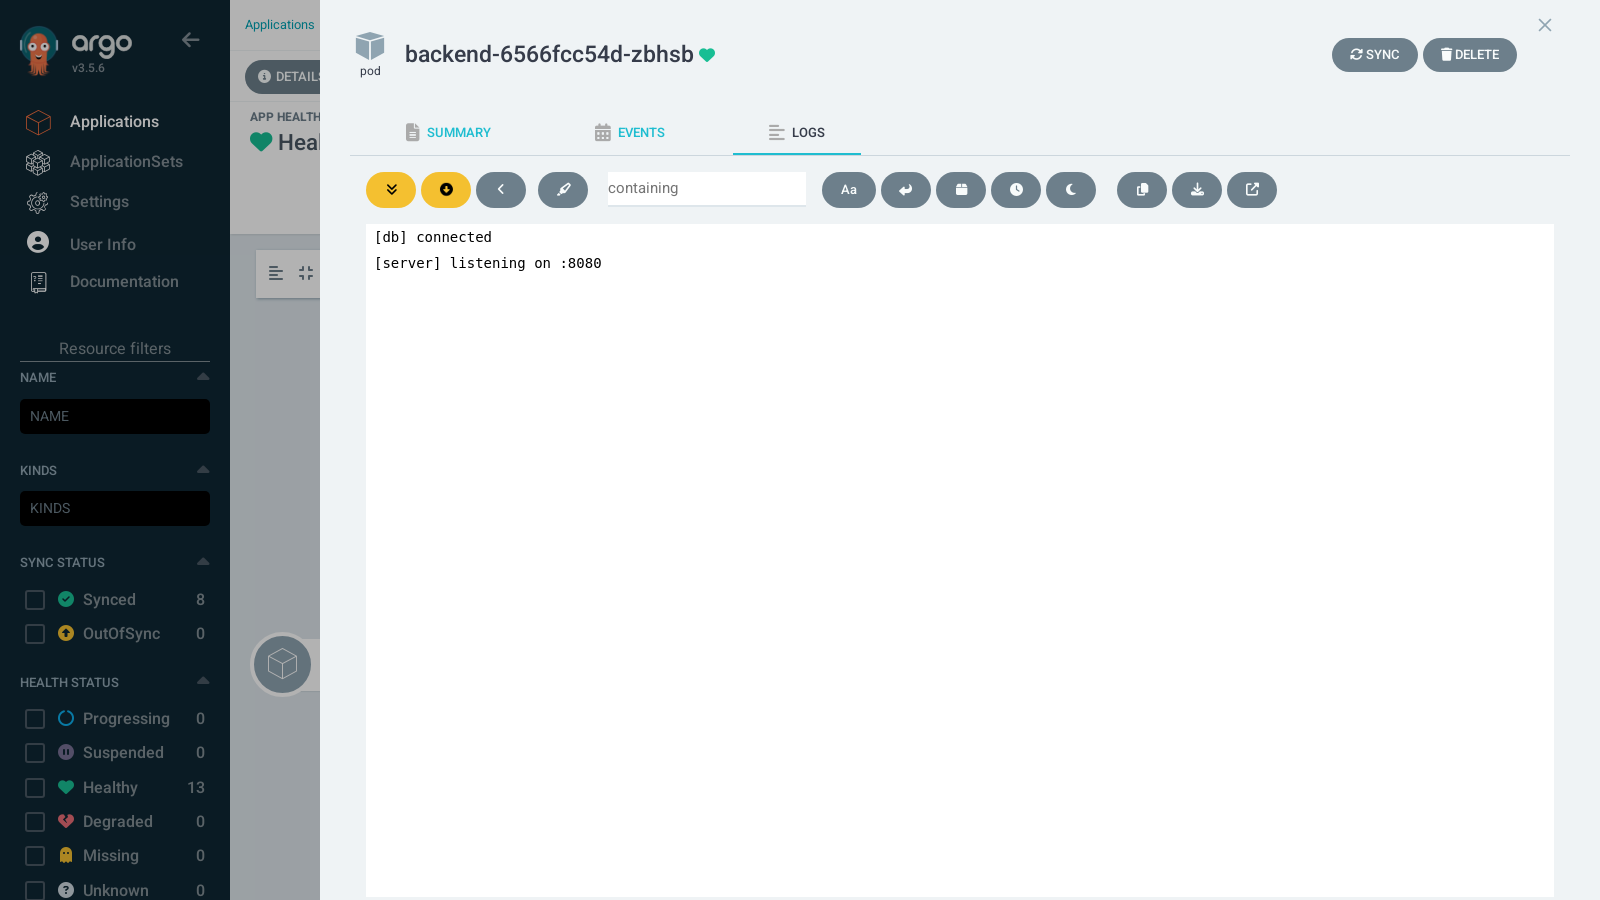 argo
v3.5.6
Applications
ApplicationSets
Settings
User Info
Documentation
Resource filters
NAME
NAME
KINDS
KINDS
SYNC STATUS
Synced 8
OutOfSync 0
HEALTH STATUS
Progressing 0
Suspended 0
Healthy 13
Degraded 0
Missing 0
Unknown 0
Applications
DETAILS
APP HEALTH
Heal
pod
backend-6566fcc54d-zbhsb
SYNC
DELETE
SUMMARY
EVENTS
LOGS
containing
Aa
[db] connected
[server] listening on :8080